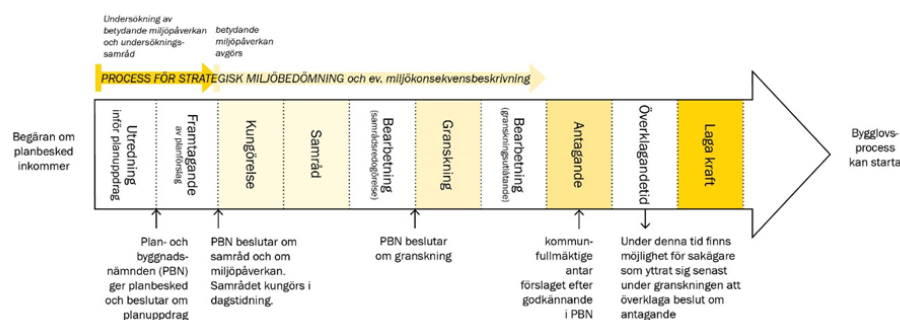 Undersökning av
betydande miljöpåverkan
och undersöknings-
samråd
betydande
miljöpåverkan
avgörs
PROCESS FÖR STRATEGISK MILJÖBEDÖMNING och ev. miljökonsekvensbeskrivning
Begäran om
planbesked
inkommer
Utredning
inför planuppdrag
Framtagande
av planförslag
Kungörelse
Samråd
Bearbetning
(samrådsredogörelse)
Granskning
Bearbetning
(granskningsutlåtande)
Antagande
Överklagandetid
Laga kraft
Bygglovs-
process
kan starta
Plan- och
byggnads-
nämnden (PBN)
ger planbesked
och beslutar om
planuppdrag
PBN beslutar om
samråd och om
miljöpåverkan.
Samrådet kungörs i
dagstidning.
PBN beslutar
om granskning
kommun-
fullmäktige
antar
förslaget efter
godkännande
i PBN
Under denna tid finns
möjlighet för sakägare
som yttrat sig senast
under granskningen att
överklaga beslut om
antagande